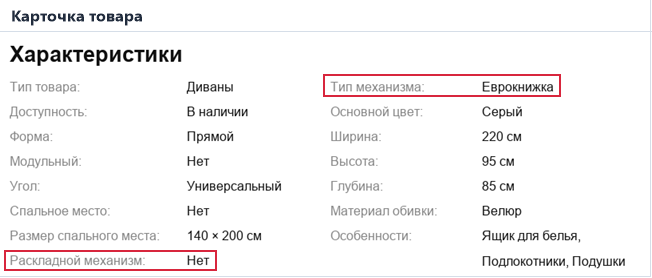 Карточка товара
Характеристики
Тип товара: Диваны
Доступность: В наличии
Форма: Прямой
Модульный: Нет
Угол: Универсальный
Спальное место: Нет
Размер спального места: 140 × 200 см
Раскладной механизм: Нет
Тип механизма: Еврокнижка
Основной цвет: Серый
Ширина: 220 см
Высота: 95 см
Глубина: 85 см
Материал обивки: Велюр
Особенности: Ящик для белья,
Подлокотники, Подушки